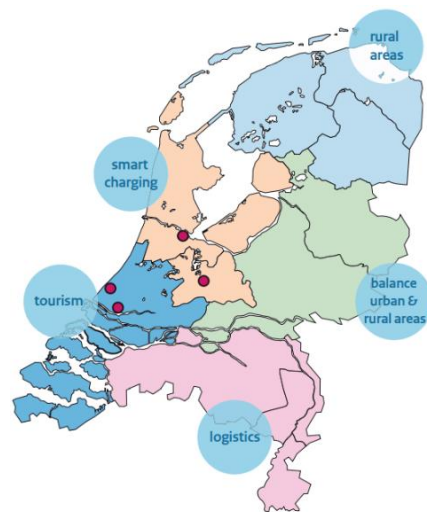 rural
areas
smart
charging
tourism
balance
urban &
rural areas
logistics